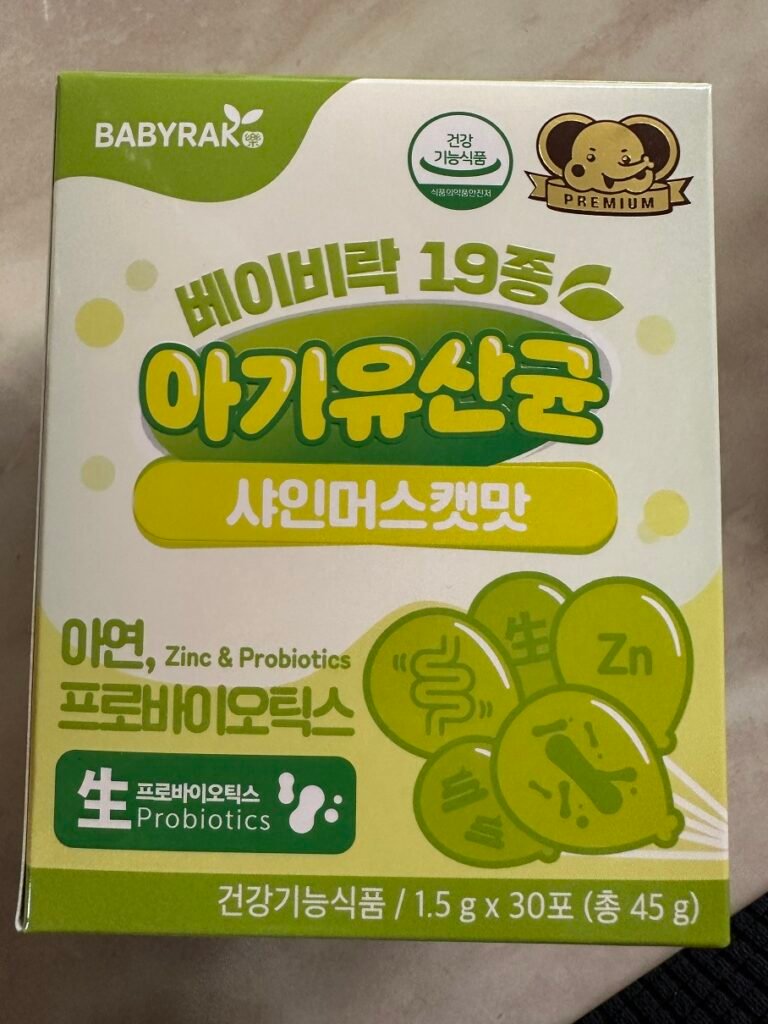 BABYRAK 樂
건강
기능식품
식품의약품안전처
PREMIUM
베이비락 19종
아기유산균
샤인머스캣맛
아연, Zinc & Probiotics
프로바이오틱스
生
Zn
生 프로바이오틱스
Probiotics
건강기능식품 / 1.5 g x 30포 (총 45 g)